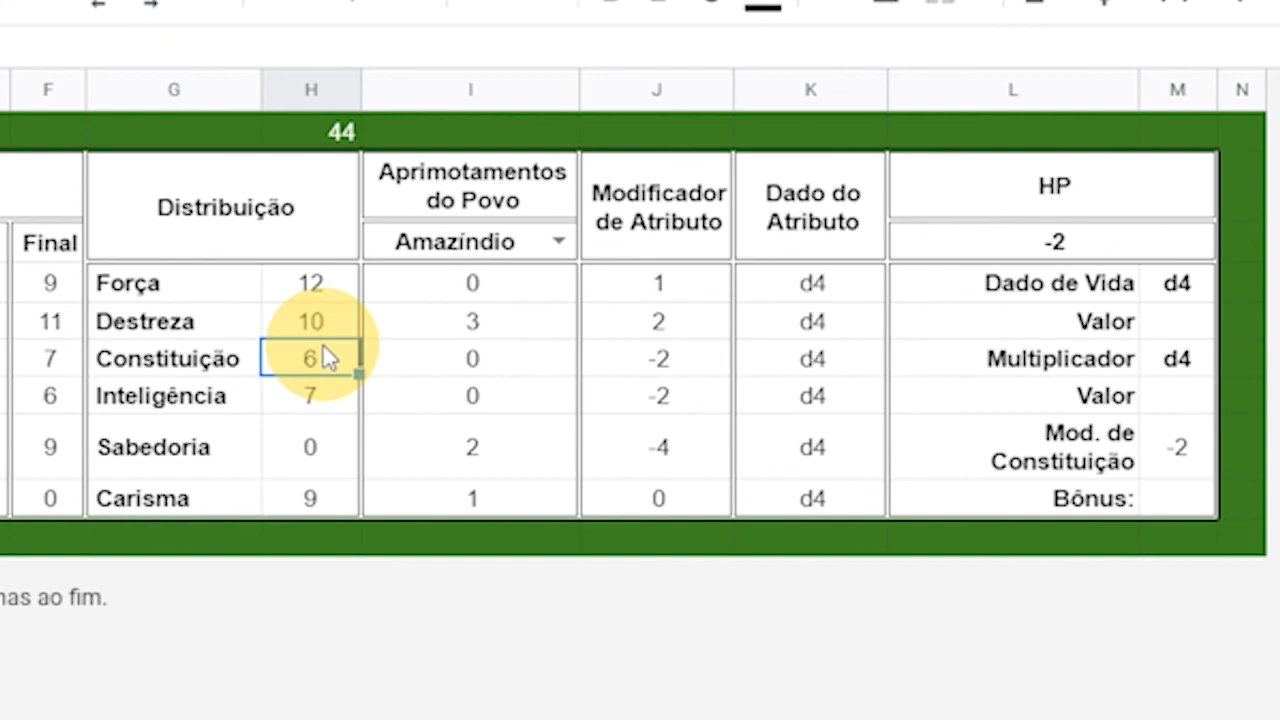 F G H I J K L M N
44
Distribuição Aprimotamentos do Povo Modificador de Atributo Dado do Atributo HP
Final Amazíndio -2
9 Força 12 0 1 d4 Dado de Vida d4
11 Destreza 10 3 2 d4 Valor
7 Constituição 6 0 -2 d4 Multiplicador d4
6 Inteligência 7 0 -2 d4 Valor
9 Sabedoria 0 2 -4 d4 Mod. de Constituição -2
0 Carisma 9 1 0 d4 Bônus:
ao fim.